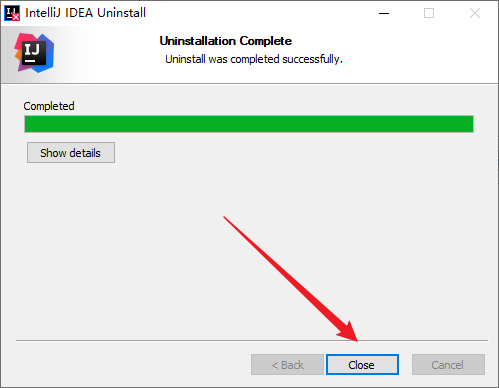 IntelliJ IDEA Uninstall
IJ
Uninstallation Complete
Uninstall was completed successfully.
Completed
Show details
< Back
Close
Cancel